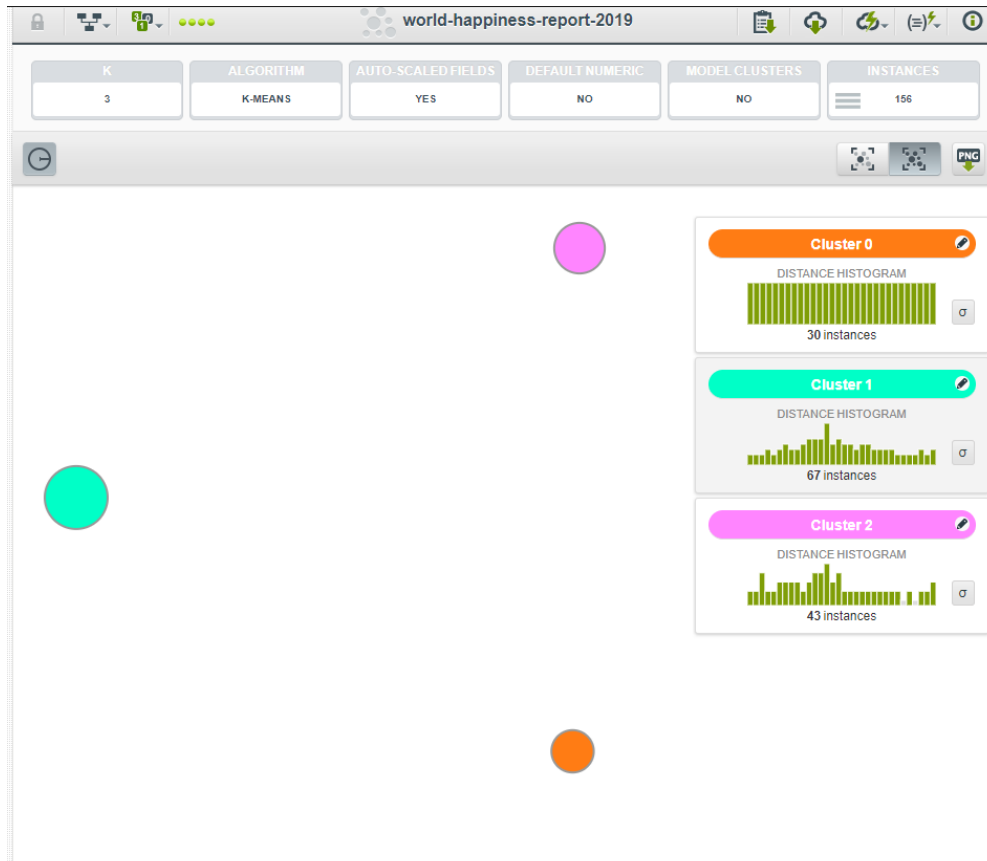 world-happiness-report-2019
K
ALGORITHM
AUTO-SCALED FIELDS
DEFAULT NUMERIC
MODEL CLUSTERS
INSTANCES
3
K-MEANS
YES
NO
NO
156
PNG
Cluster 0
DISTANCE HISTOGRAM
σ
30 instances
Cluster 1
DISTANCE HISTOGRAM
σ
67 instances
Cluster 2
DISTANCE HISTOGRAM
σ
43 instances